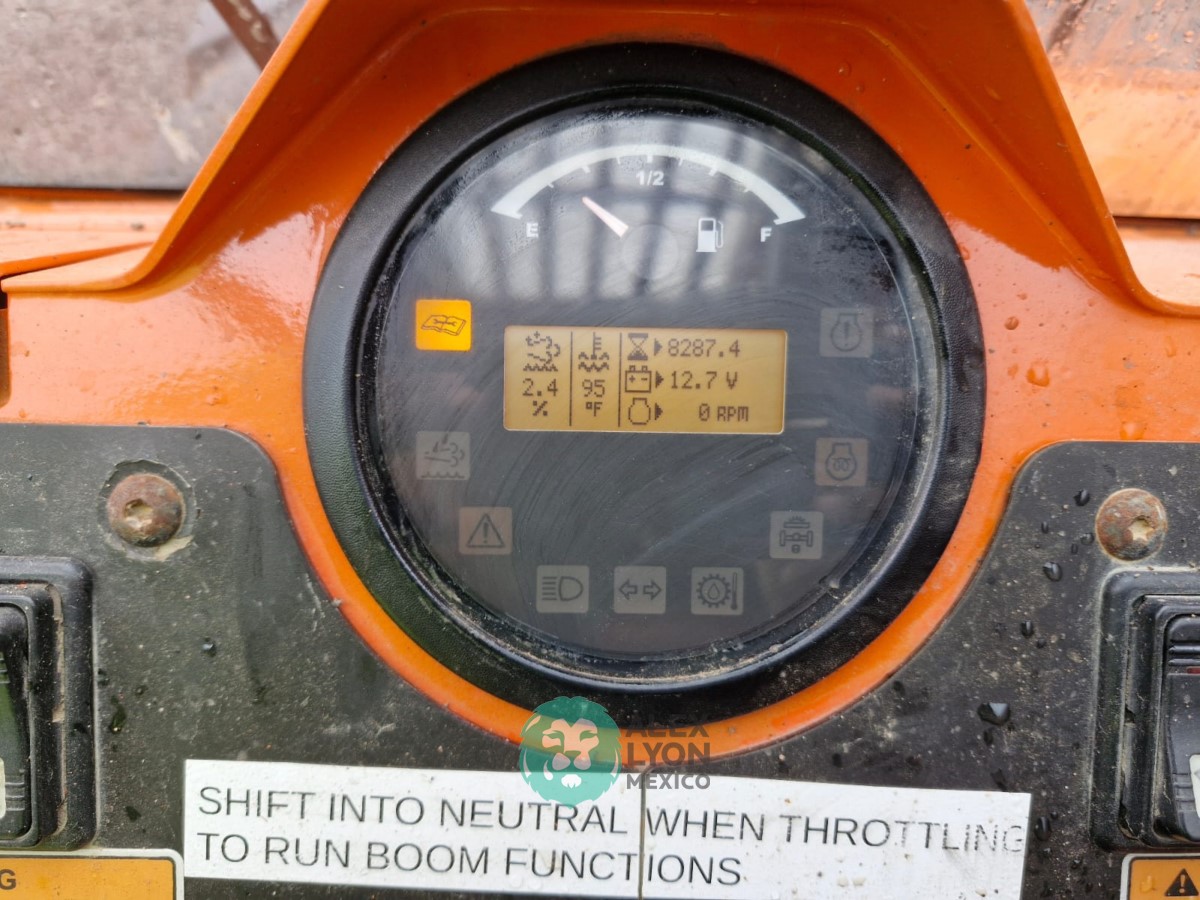 1/2
E
F
8287.4
2.4
12.7 V
95
%
°F
0 RPM
ALEX
LYON
MEXICO
SHIFT INTO NEUTRAL WHEN THROTTLING
TO RUN BOOM FUNCTIONS
G